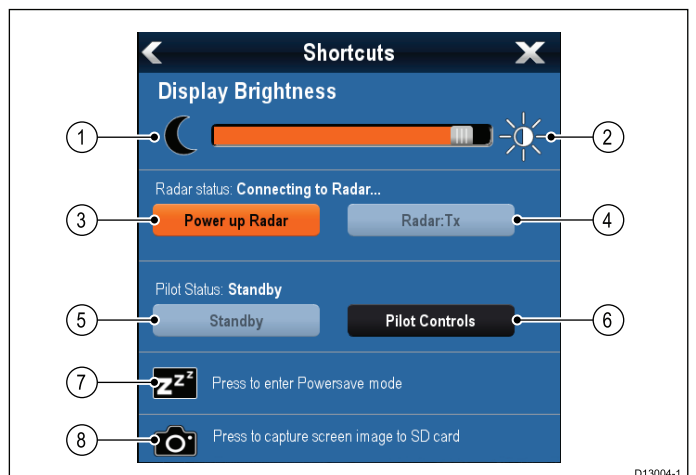 Shortcuts
Display Brightness
1
2
Radar status: Connecting to Radar...
3
Power up Radar
Radar:Tx
4
Pilot Status: Standby
5
Standby
Pilot Controls
6
7
zzz
Press to enter Powersave mode
8
Press to capture screen image to SD card
D13004-1